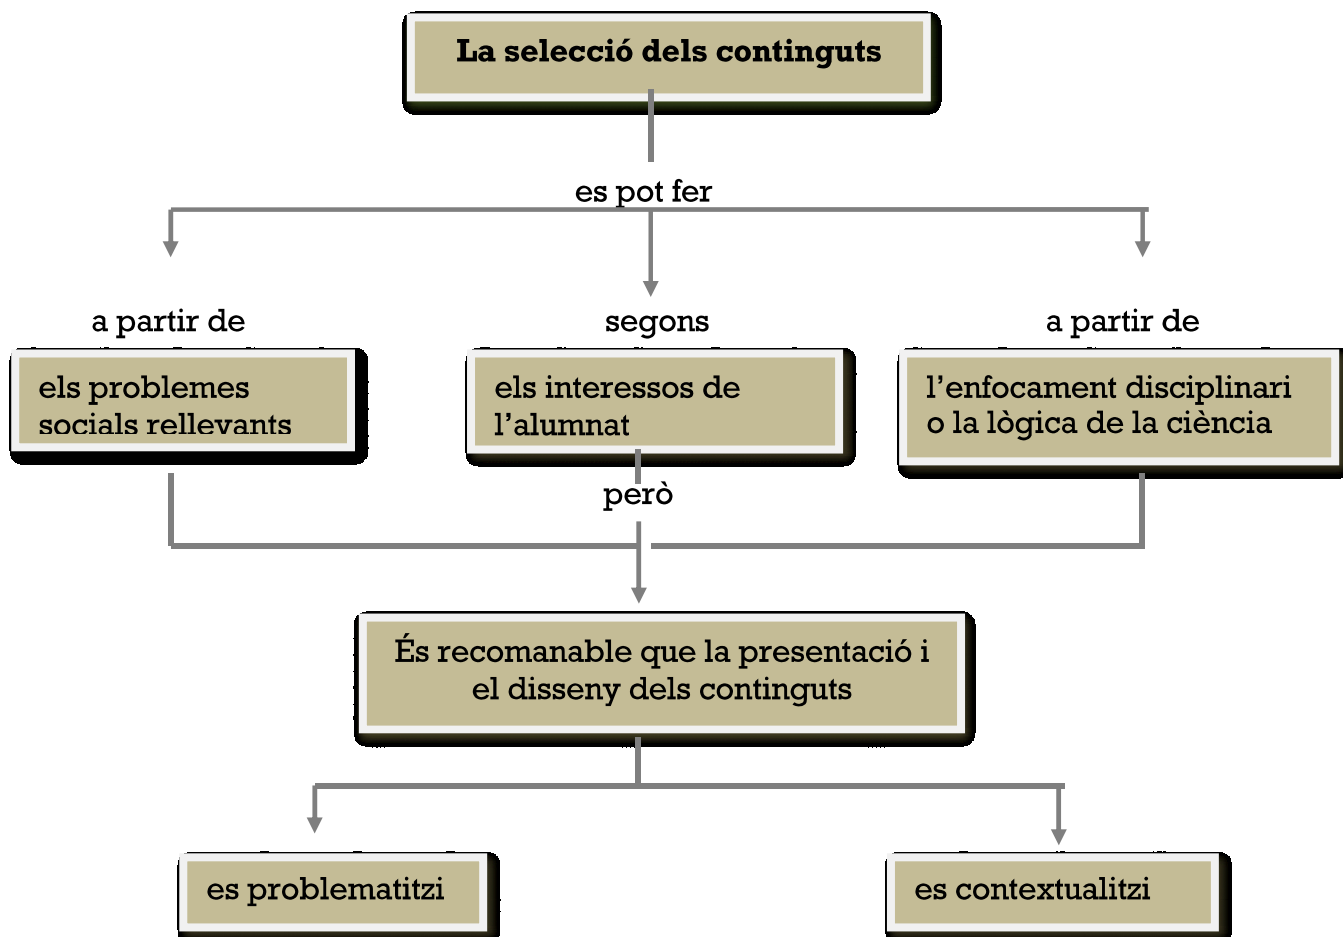 La selecció dels continguts
es pot fer
a partir de
segons
a partir de
els problemes
socials rellevants
els interessos de
l’alumnat
l’enfocament disciplinari
o la lògica de la ciència
però
És recomanable que la presentació i
el disseny dels continguts
es problematitzi
es contextualitzi